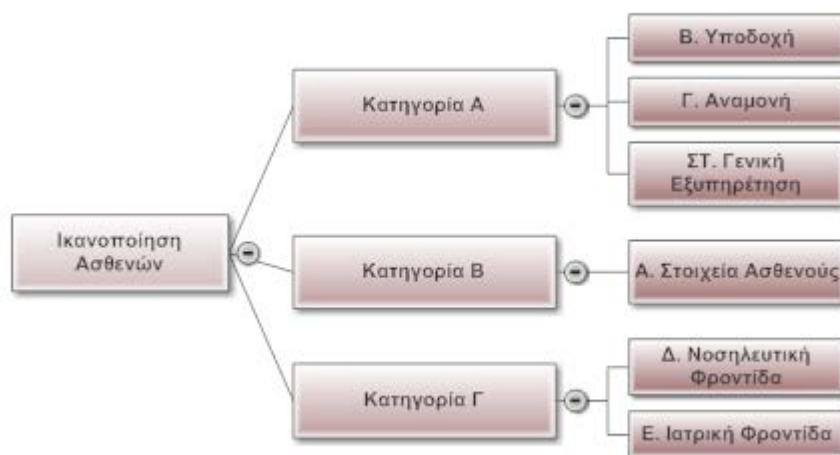 Ικανοποίηση
Ασθενών
Κατηγορία Α
Β. Υποδοχή
Γ. Αναμονή
ΣΤ. Γενική
Εξυπηρέτηση
Κατηγορία Β
Α. Στοιχεία Ασθενούς
Κατηγορία Γ
Δ. Νοσηλευτική
Φροντίδα
Ε. Ιατρική Φροντίδα